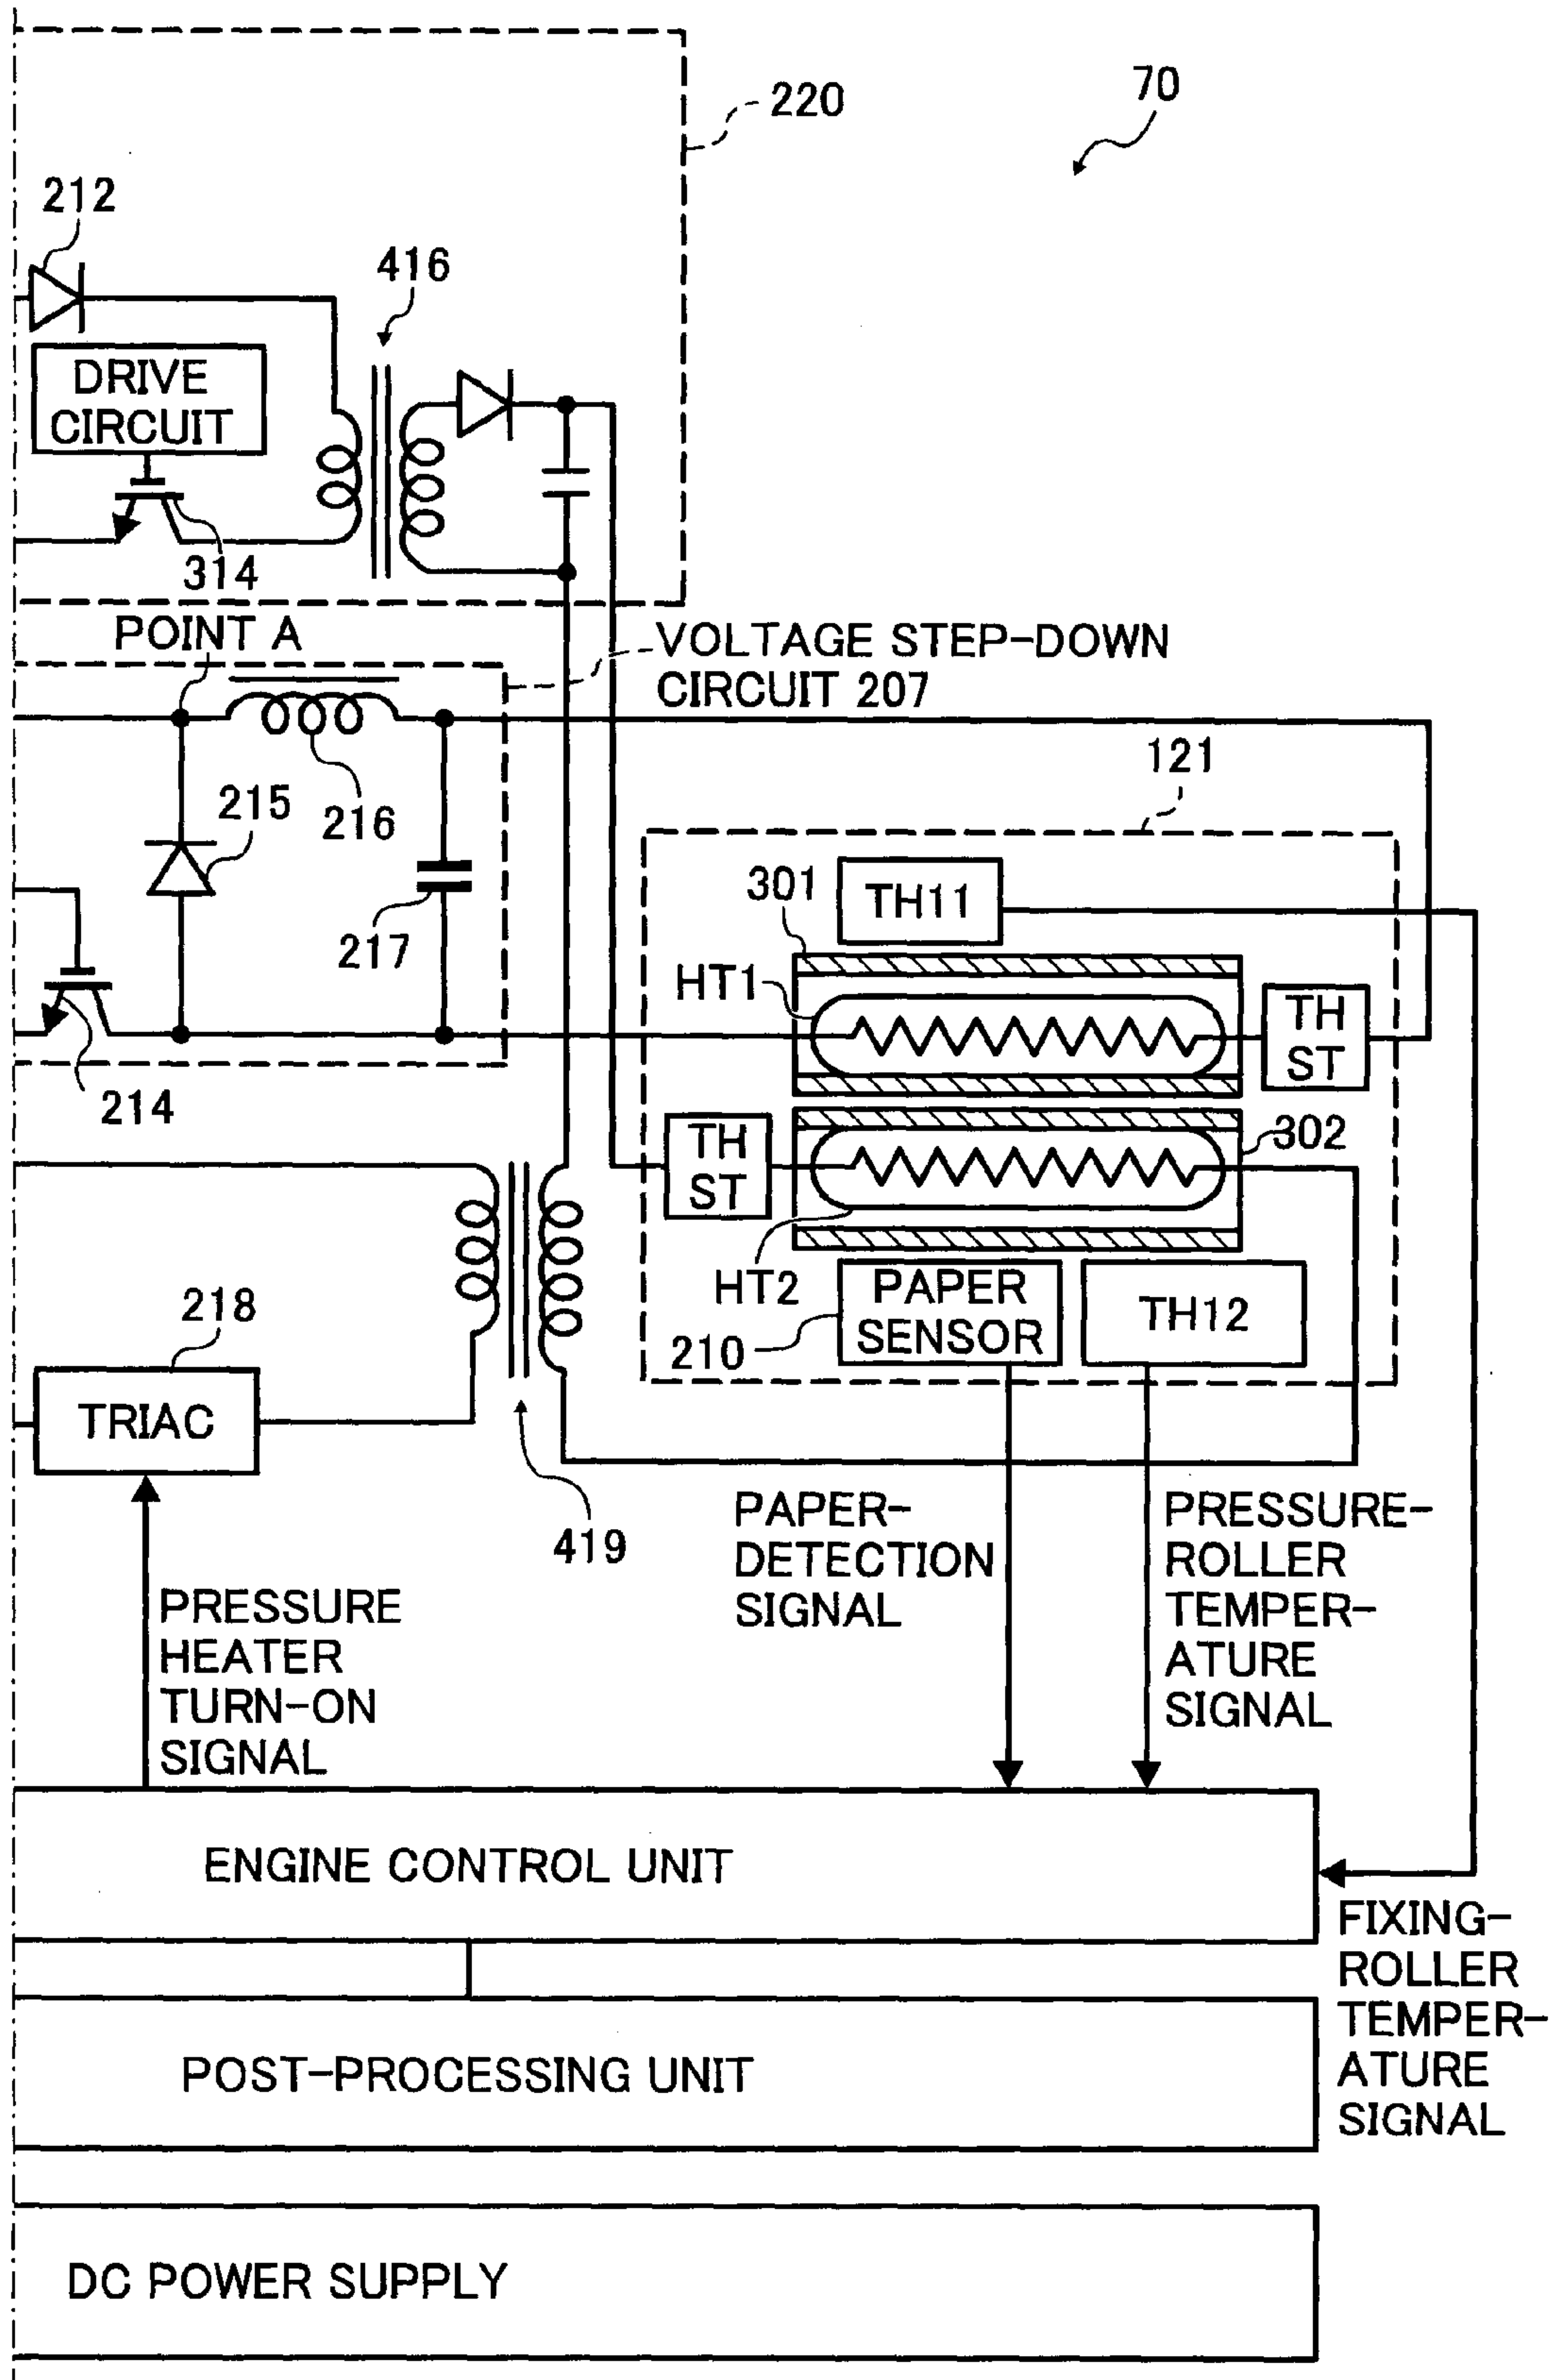 70
220
212
416
DRIVE
CIRCUIT
314
POINT A
VOLTAGE STEP-DOWN
CIRCUIT 207
121
215
216
301
TH11
217
HT1
TH
ST
214
TH
ST
302
HT2
PAPER
SENSOR
TH12
210
218
TRIAC
419
PAPER-
DETECTION
SIGNAL
PRESSURE-
ROLLER
TEMPER-
ATURE
SIGNAL
PRESSURE
HEATER
TURN-ON
SIGNAL
ENGINE CONTROL UNIT
FIXING-
ROLLER
TEMPER-
ATURE
SIGNAL
POST-PROCESSING UNIT
DC POWER SUPPLY